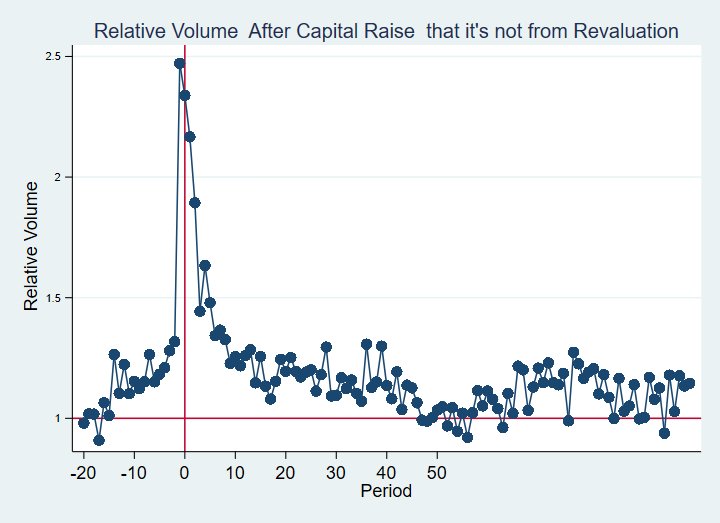 Relative Volume  After Capital Raise  that it's not from Revaluation
2.5
2
1.5
1
Relative Volume
-20 -10 0 10 20 30 40 50
Period